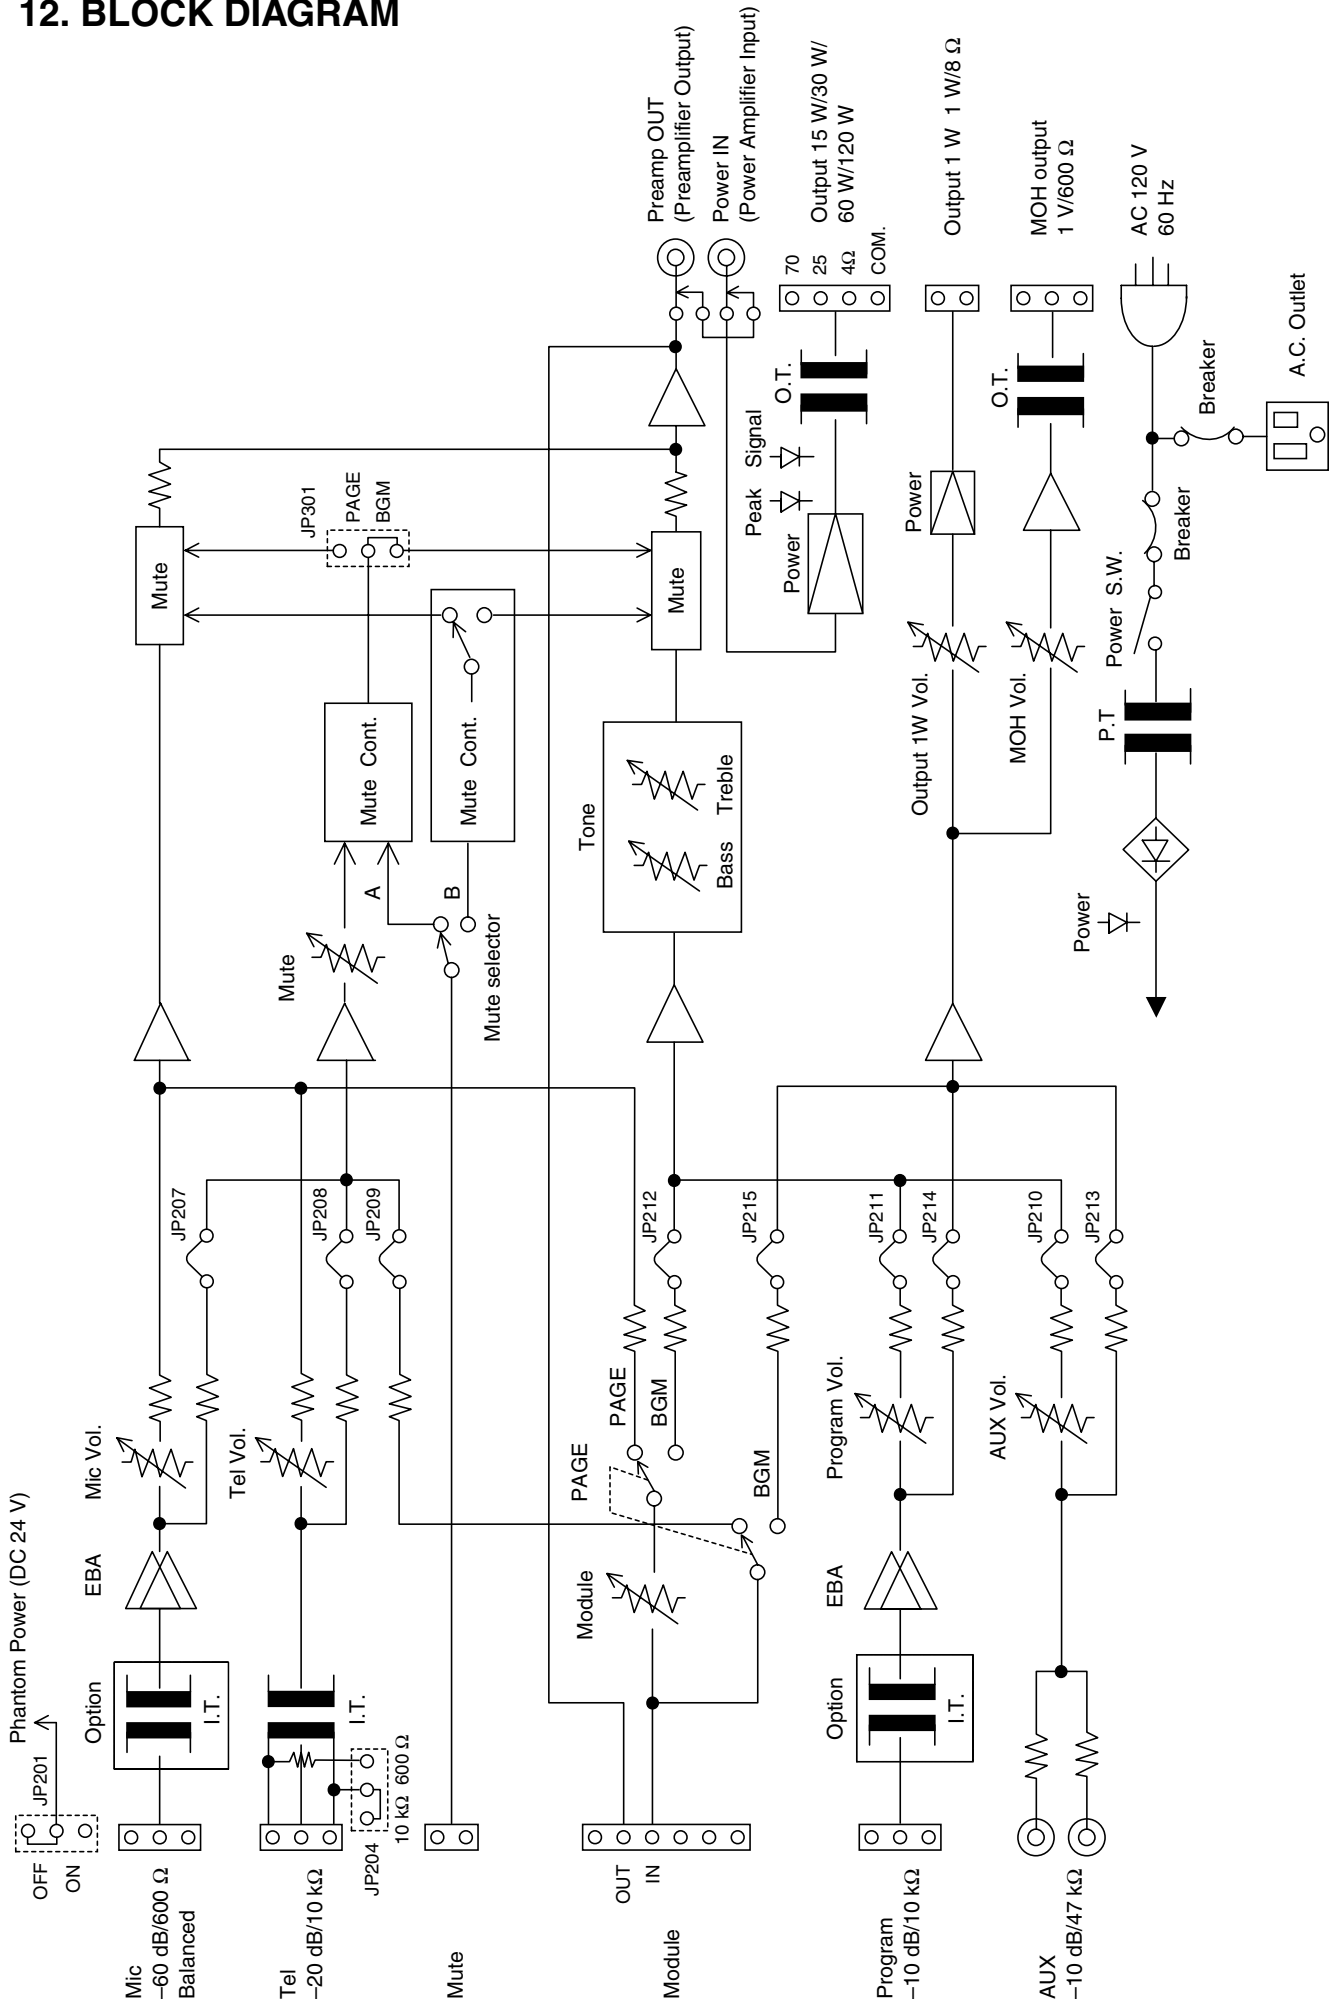 12. BLOCK DIAGRAM
Phantom Power (DC 24 V)
JP201
OFF
ON
Mic
–60 dB/600 Ω
Balanced
Option
I.T.
EBA
Mic Vol.
JP207
Mute
Tel
–20 dB/10 kΩ
JP204
10 kΩ
600 Ω
I.T.
Tel Vol.
JP208
JP209
Mute
Mute Cont.
JP301
PAGE
BGM
Mute
A
B
Mute selector
Mute Cont.
Module
OUT
IN
Module
PAGE
PAGE
BGM
BGM
JP212
JP215
Tone
Bass
Treble
Mute
Preamp OUT
(Preamplifier Output)
Power IN
(Power Amplifier Input)
Power
Peak
Signal
O.T.
70
25
4Ω
COM.
Output 15 W/30 W/
60 W/120 W
Program
–10 dB/10 kΩ
Option
I.T.
EBA
Program Vol.
JP211
JP214
Output 1W Vol.
Power
Output 1 W 1 W/8 Ω
AUX
–10 dB/47 kΩ
AUX Vol.
JP210
JP213
MOH Vol.
O.T.
MOH output
1 V/600 Ω
Power
P.T
Power S.W.
Breaker
Breaker
AC 120 V
60 Hz
A.C. Outlet